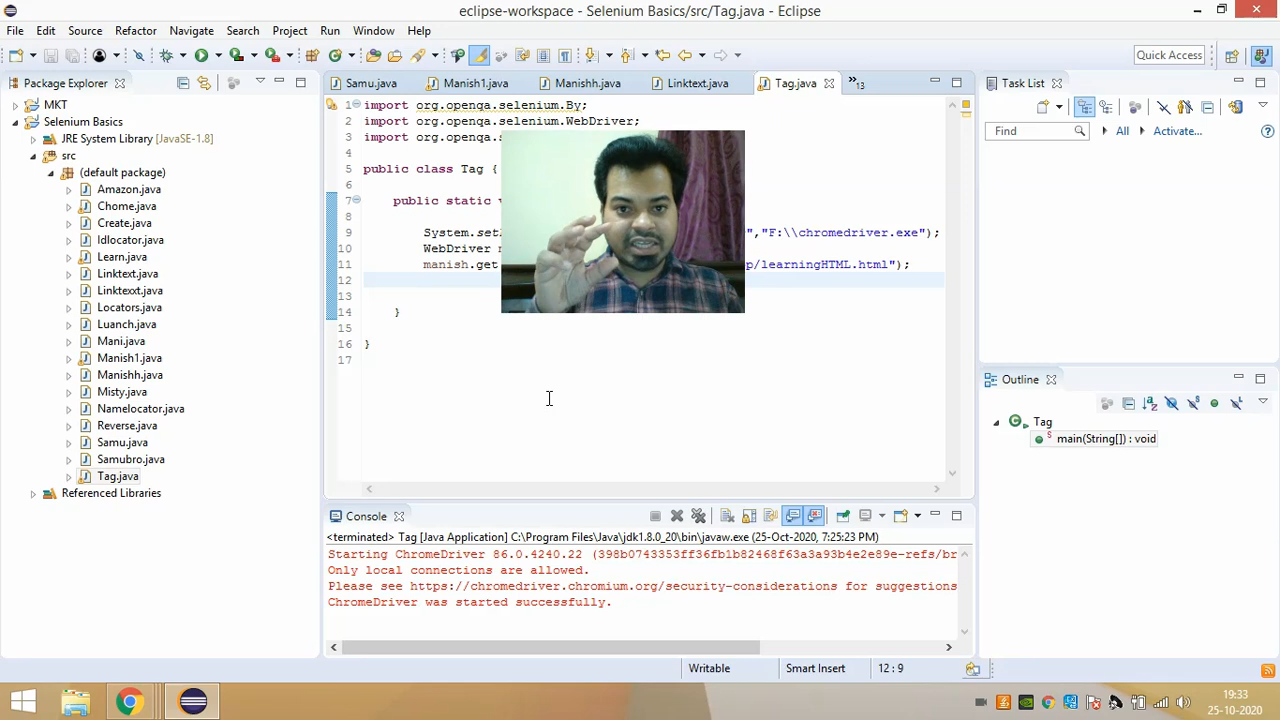 eclipse-workspace - Selenium Basics/src/Tag.java - Eclipse
File Edit Source Refactor Navigate Search Project Run Window Help
Quick Access
Package Explorer
Samu.java Manish1.java Manishh.java Linktext.java Tag.java 13
Task List
MKT
Selenium Basics
JRE System Library [JavaSE-1.8]
src
(default package)
Amazon.java
Chome.java
Create.java
Idlocator.java
Learn.java
Linktext.java
Linktexxt.java
Locators.java
Luanch.java
Mani.java
Manish1.java
Manishh.java
Misty.java
Namelocator.java
Reverse.java
Samu.java
Samubro.java
Tag.java
Referenced Libraries
1 import org.openqa.selenium.By;
2 import org.openqa.selenium.WebDriver;
3 import org.openqa.s
4
5 public class Tag {
6
7 public static v
8
9 System.set ","F:\\chromedriver.exe");
10 WebDriver
11 manish.get p/learningHTML.html");
12
13
14 }
15
16 }
17
Find All Activate...
Outline
Tag
main(String[]) : void
Console
<terminated> Tag [Java Application] C:\Program Files\Java\jdk1.8.0_20\bin\javaw.exe (25-Oct-2020, 7:25:23 PM)
Starting ChromeDriver 86.0.4240.22 (398b0743353ff36fb1b82468f63a3a93b4e2e89e-refs/br
Only local connections are allowed.
Please see https://chromedriver.chromium.org/security-considerations for suggestions
ChromeDriver was started successfully.
Writable Smart Insert 12 : 9
19:33
25-10-2020